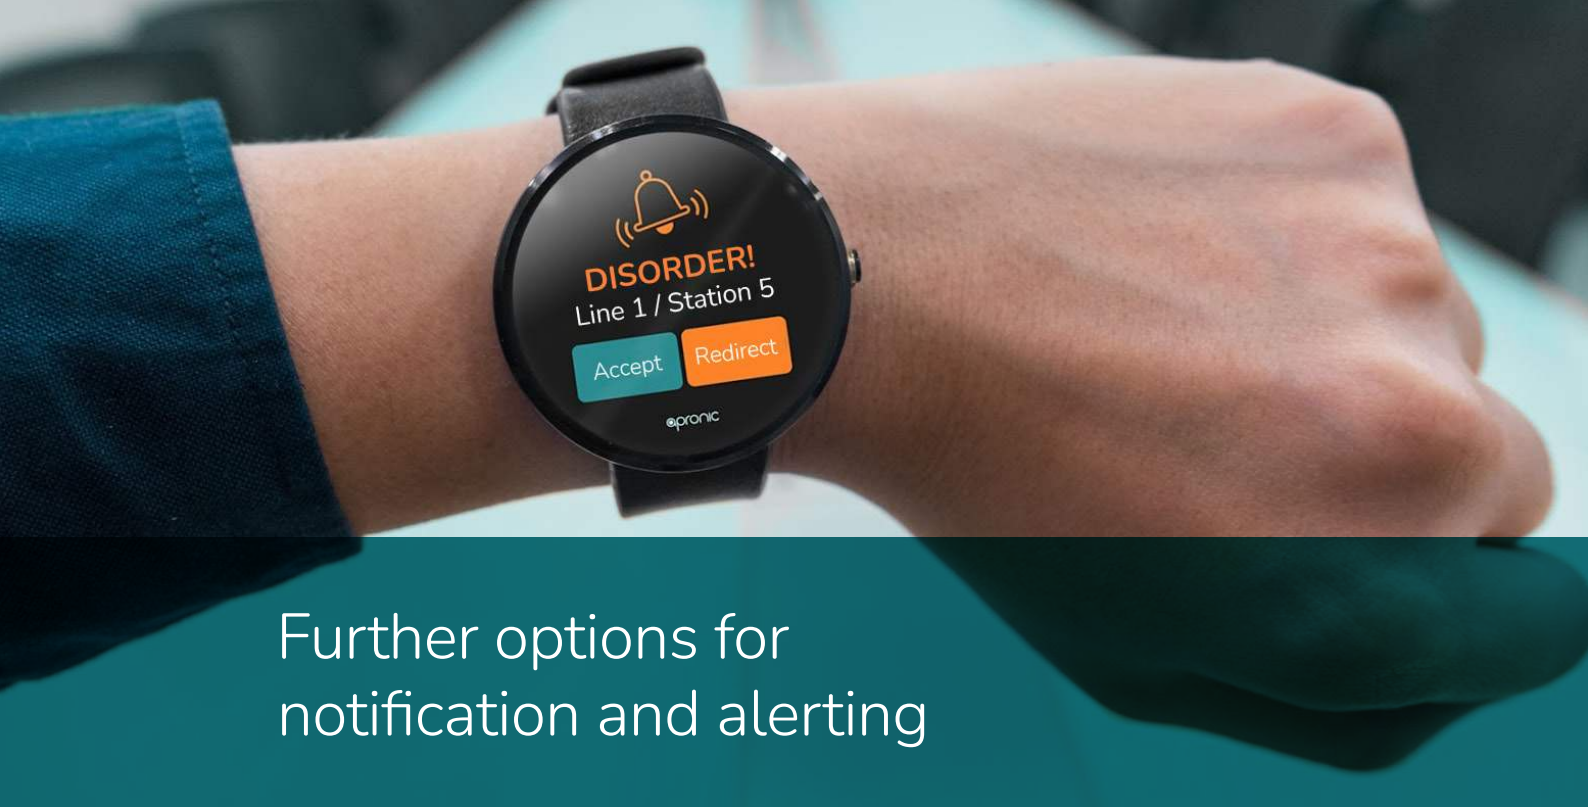 DISORDER!
Line 1 / Station 5
Accept
Redirect
apronic
Further options for
notification and alerting